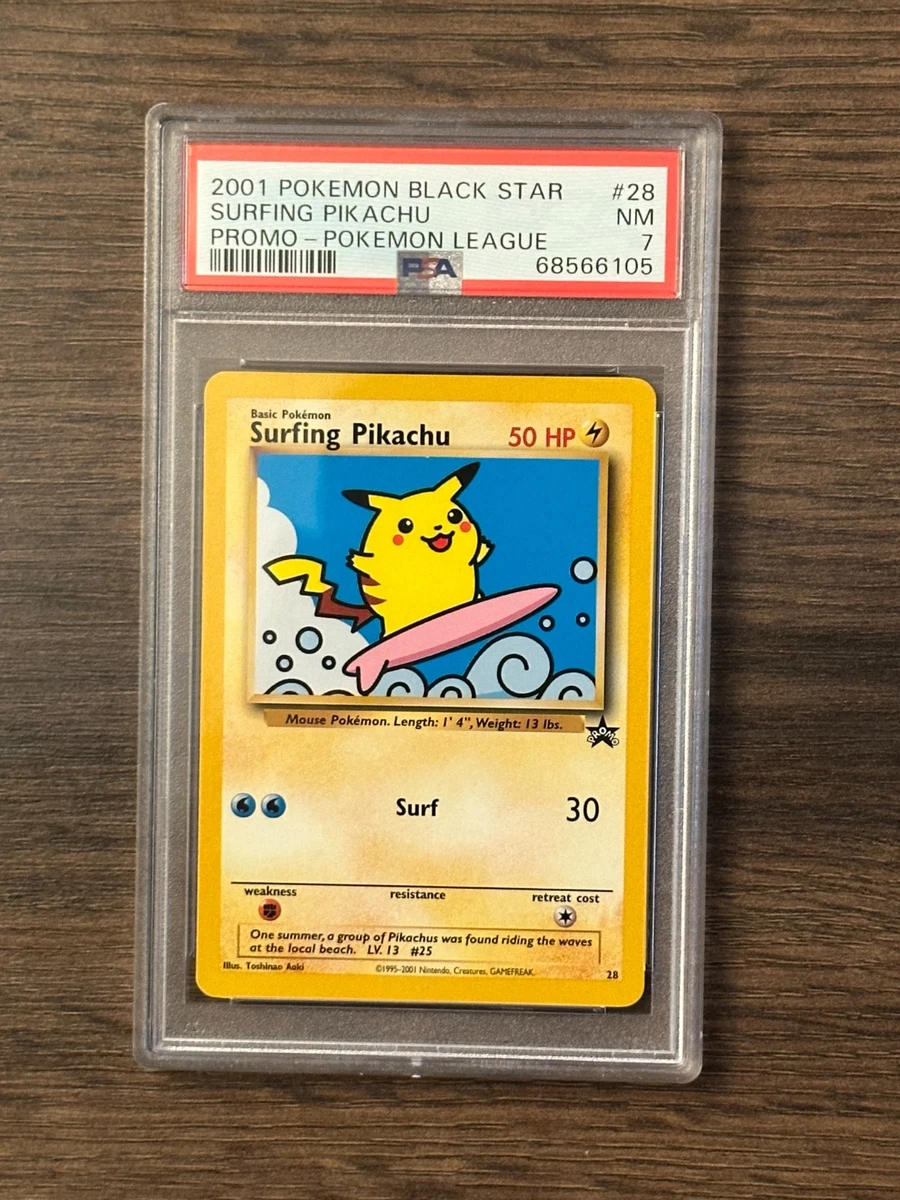 2001 POKEMON BLACK STAR #28
SURFING PIKACHU NM
PROMO – POKEMON LEAGUE 7
PSA 68566105
Basic Pokémon
Surfing Pikachu 50 HP
Mouse Pokémon. Length: 1' 4", Weight: 13 lbs.
PROMO
Surf 30
weakness resistance retreat cost
One summer, a group of Pikachus was found riding the waves
at the local beach. LV. 13 #25
Illus. Toshinao Aoki ©1995-2001 Nintendo, Creatures, GAMEFREAK. 28